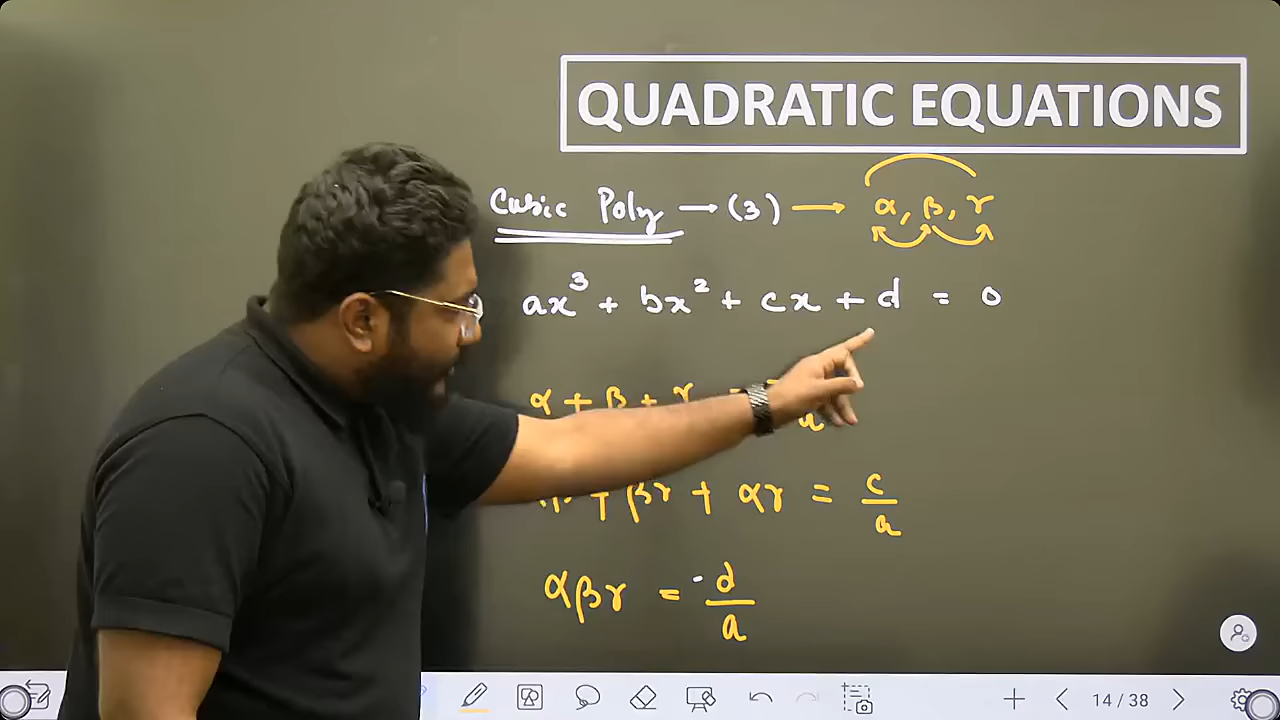 QUADRATIC EQUATIONS
Cubic Poly → (3) → α, β, γ
ax³ + bx² + cx + d = 0
α + β + γ
a
+ βγ + αγ = c/a
αβγ = d/a
14 / 38